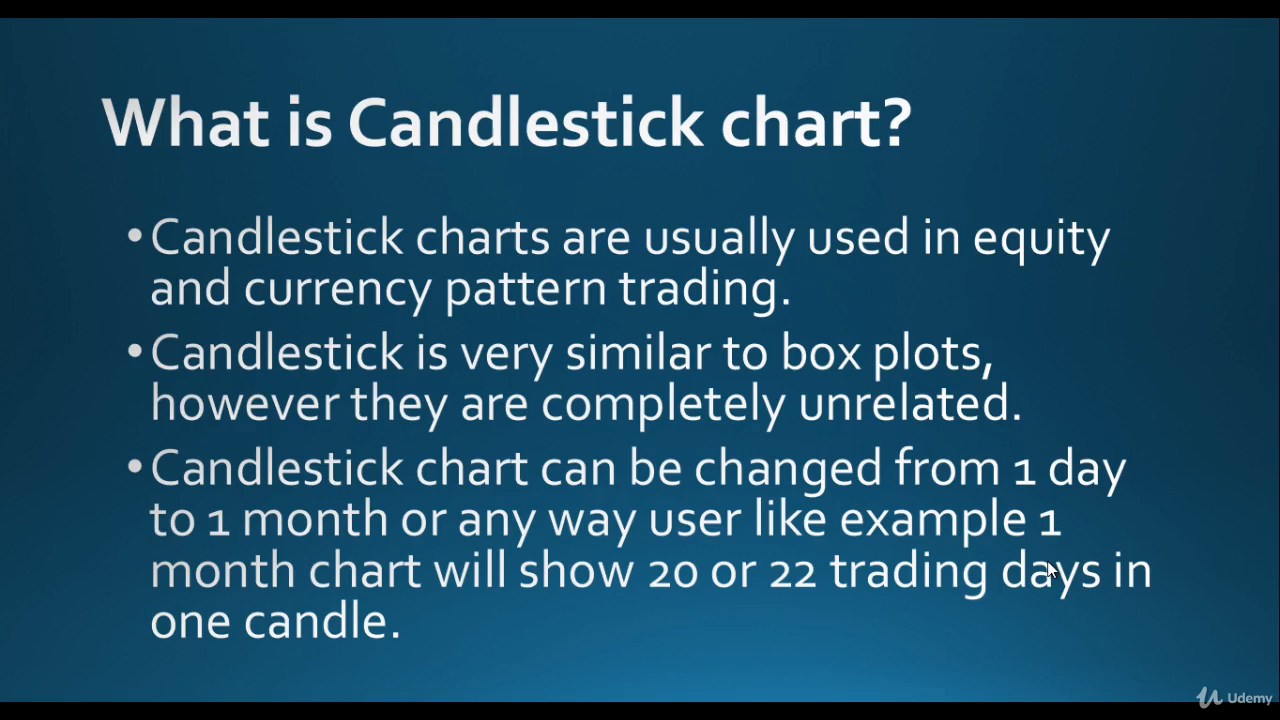 What is Candlestick chart?
•Candlestick charts are usually used in equity
and currency pattern trading.
•Candlestick is very similar to box plots,
however they are completely unrelated.
•Candlestick chart can be changed from 1 day
to 1 month or any way user like example 1
month chart will show 20 or 22 trading days in
one candle.
Udemy